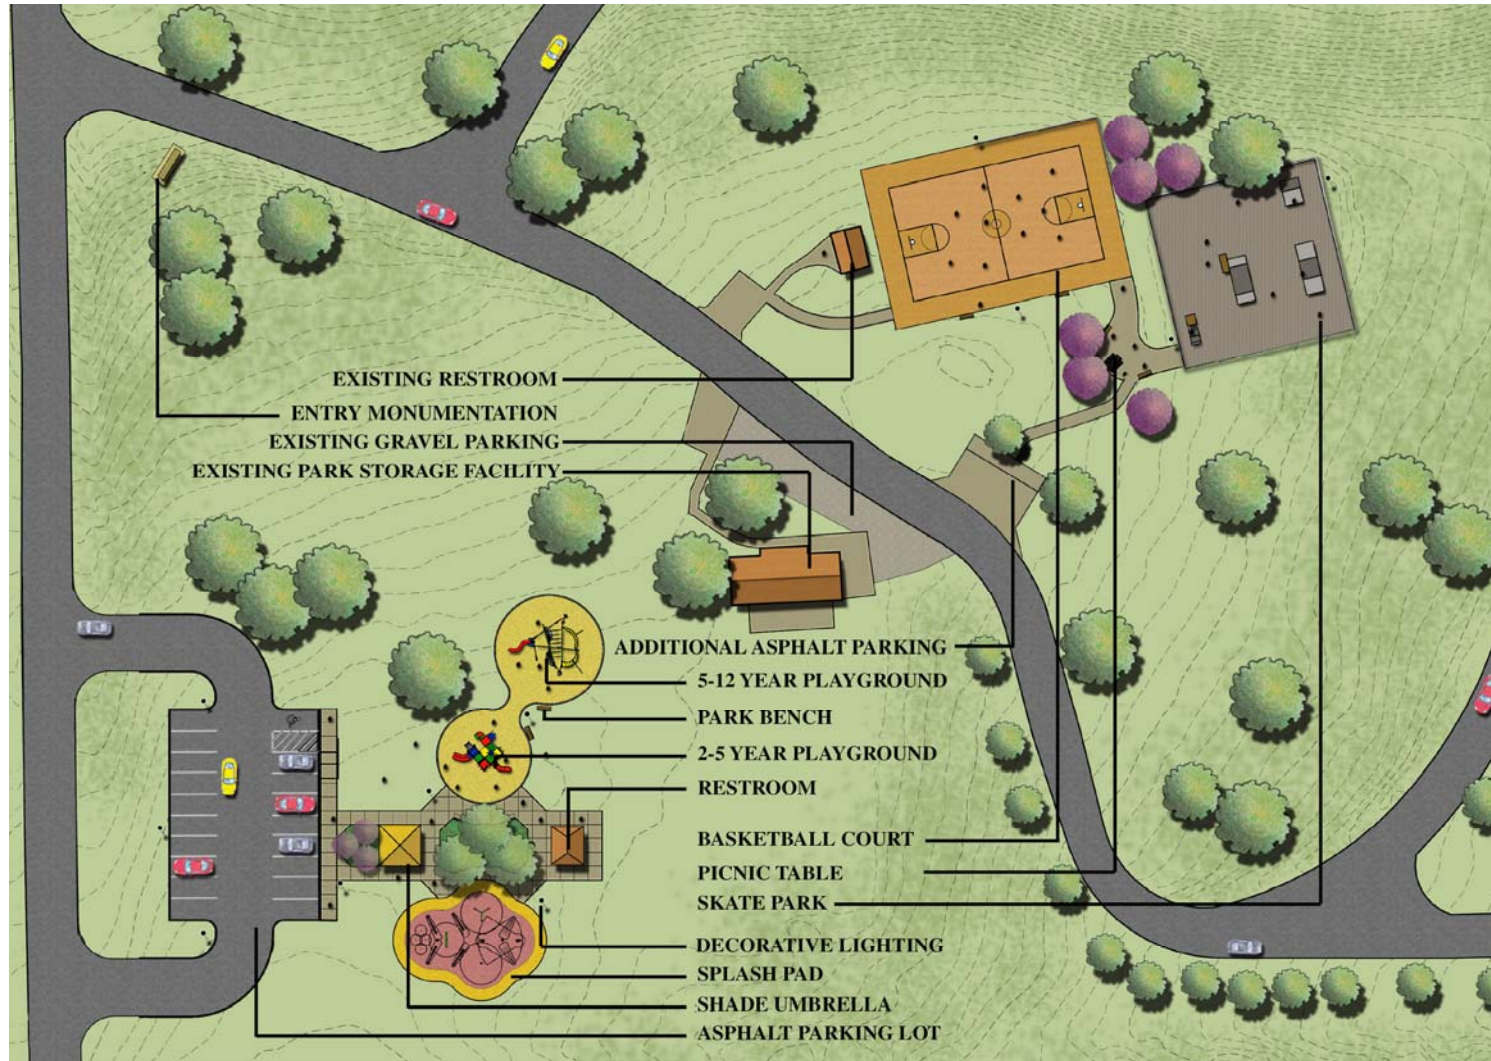 EXISTING RESTROOM
ENTRY MONUMENTATION
EXISTING GRAVEL PARKING
EXISTING PARK STORAGE FACILITY
ADDITIONAL ASPHALT PARKING
5-12 YEAR PLAYGROUND
PARK BENCH
2-5 YEAR PLAYGROUND
RESTROOM
BASKETBALL COURT
PICNIC TABLE
SKATE PARK
DECORATIVE LIGHTING
SPLASH PAD
SHADE UMBRELLA
ASPHALT PARKING LOT